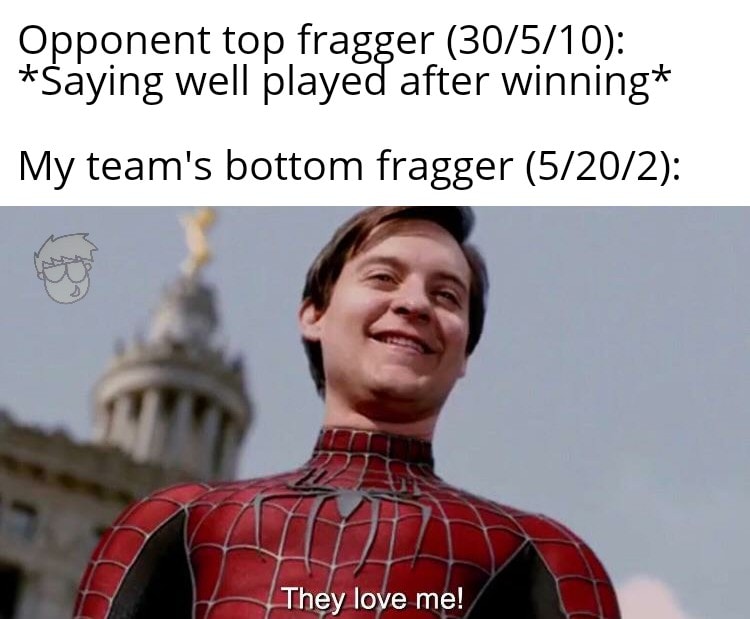 Opponent top fragger (30/5/10):
*Saying well played after winning*
My team's bottom fragger (5/20/2):
They love me!